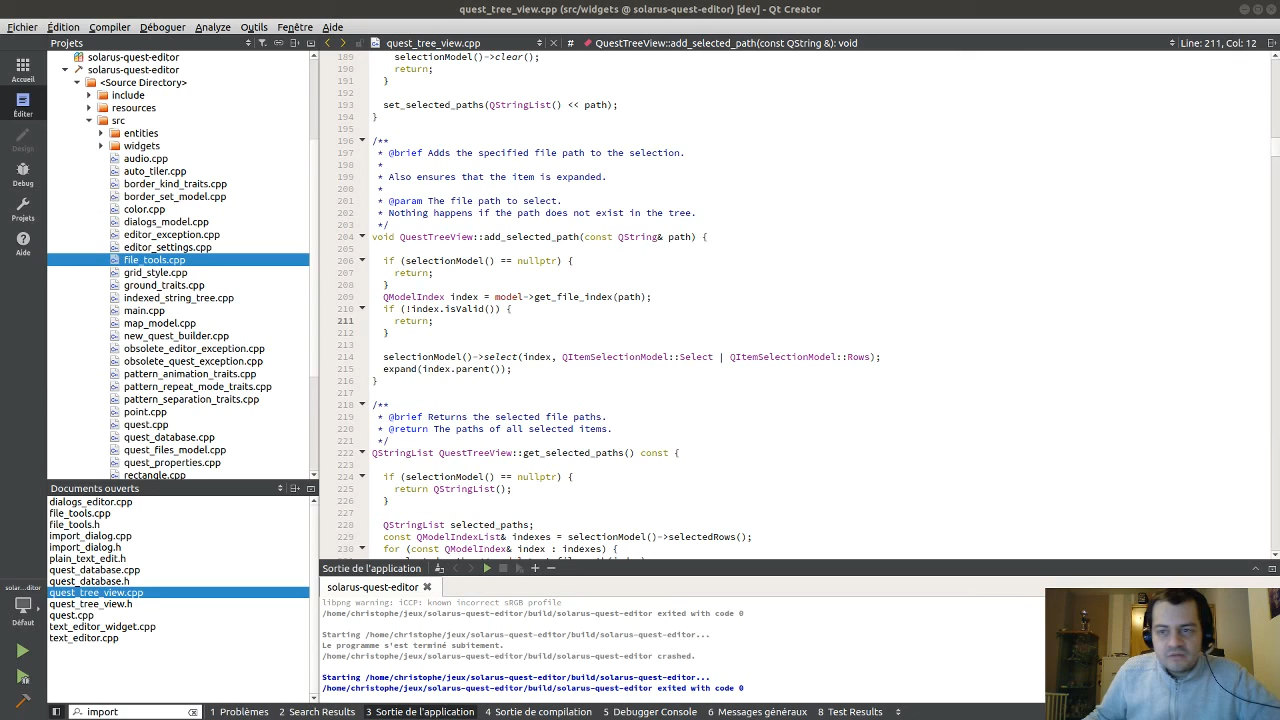 quest_tree_view.cpp (src/widgets @ solarus-quest-editor) [dev] - Qt Creator
Fichier Édition Compiler Déboguer Analyze Outils Fenêtre Aide
Projets
quest_tree_view.cpp
# QuestTreeView::add_selected_path(const QString &): void
Line: 211, Col: 12
Accueil
Éditer
Design
Debug
Projets
Aide
solarus-quest-editor
solarus-quest-editor
<Source Directory>
include
resources
src
entities
widgets
audio.cpp
auto_tiler.cpp
border_kind_traits.cpp
border_set_model.cpp
color.cpp
dialogs_model.cpp
editor_exception.cpp
editor_settings.cpp
file_tools.cpp
grid_style.cpp
ground_traits.cpp
indexed_string_tree.cpp
main.cpp
map_model.cpp
new_quest_builder.cpp
obsolete_editor_exception.cpp
obsolete_quest_exception.cpp
pattern_animation_traits.cpp
pattern_repeat_mode_traits.cpp
pattern_separation_traits.cpp
point.cpp
quest.cpp
quest_database.cpp
quest_files_model.cpp
quest_properties.cpp
rectangle.cpp
189 selectionModel()->clear();
190 return;
191 }
192
193 set_selected_paths(QStringList() << path);
194 }
195
196 /**
197 * @brief Adds the specified file path to the selection.
198 *
199 * Also ensures that the item is expanded.
200 *
201 * @param The file path to select.
202 * Nothing happens if the path does not exist in the tree.
203 */
204 void QuestTreeView::add_selected_path(const QString& path) {
205
206 if (selectionModel() == nullptr) {
207 return;
208 }
209 QModelIndex index = model->get_file_index(path);
210 if (!index.isValid()) {
211 return;
212 }
213
214 selectionModel()->select(index, QItemSelectionModel::Select | QItemSelectionModel::Rows);
215 expand(index.parent());
216 }
217
218 /**
219 * @brief Returns the selected file paths.
220 * @return The paths of all selected items.
221 */
222 QStringList QuestTreeView::get_selected_paths() const {
223
224 if (selectionModel() == nullptr) {
225 return QStringList();
226 }
227
228 QStringList selected_paths;
229 const QModelIndexList& indexes = selectionModel()->selectedRows();
230 for (const QModelIndex& index : indexes) {
Documents ouverts
dialogs_editor.cpp
file_tools.cpp
file_tools.h
import_dialog.cpp
import_dialog.h
plain_text_edit.h
quest_database.cpp
quest_database.h
quest_tree_view.cpp
quest_tree_view.h
quest.cpp
text_editor_widget.cpp
text_editor.cpp
solar...ditor
Défaut
Sortie de l'application
solarus-quest-editor
libpng warning: iCCP: known incorrect sRGB profile
/home/christophe/jeux/solarus-quest-editor/build/solarus-quest-editor exited with code 0
Starting /home/christophe/jeux/solarus-quest-editor/build/solarus-quest-editor...
Le programme s'est terminé subitement.
/home/christophe/jeux/solarus-quest-editor/build/solarus-quest-editor crashed.
Starting /home/christophe/jeux/solarus-quest-editor/build/solarus-quest-editor...
/home/christophe/jeux/solarus-quest-editor/build/solarus-quest-editor exited with code 0
import
1 Problèmes 2 Search Results 3 Sortie de l'application 4 Sortie de compilation 5 Debugger Console 6 Messages généraux 8 Test Results